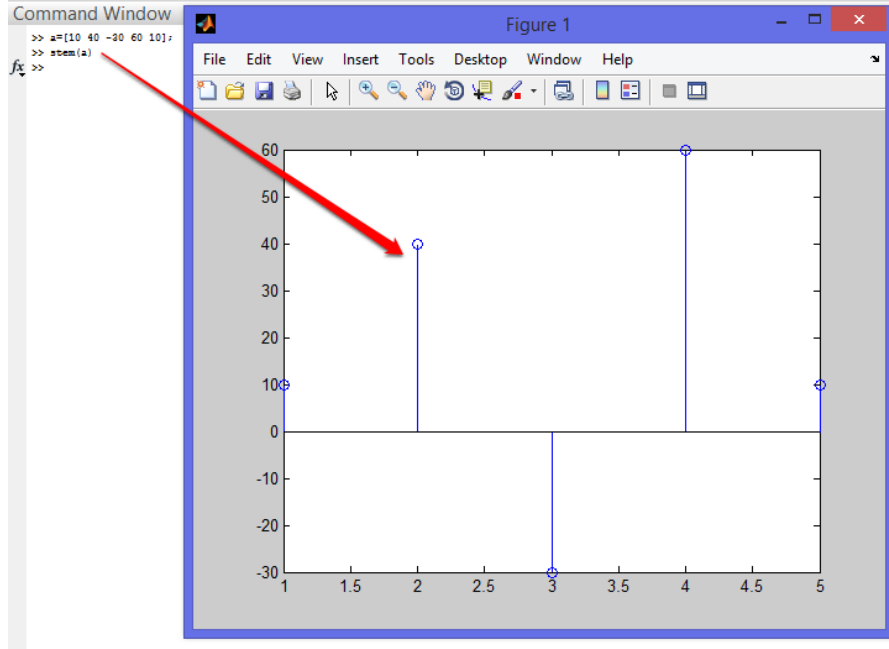 Command Window
>> a=[10 40 -30 60 10];
>> stem(a)
fx >>
Figure 1
File Edit View Insert Tools Desktop Window Help
60
50
40
30
20
10
0
-10
-20
-30
1 1.5 2 2.5 3 3.5 4 4.5 5